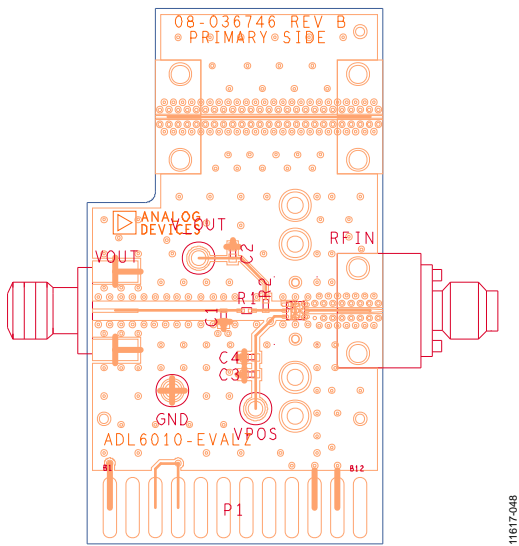 08-036746 REV B
PRIMARY SIDE
ANALOG
DEVICES
V_OUT
RFIN
VOUT
C2
R2
R1
C1
C4
C3
GND
VPOS
ADL6010-EVALZ
B1
B12
P1
11617-048